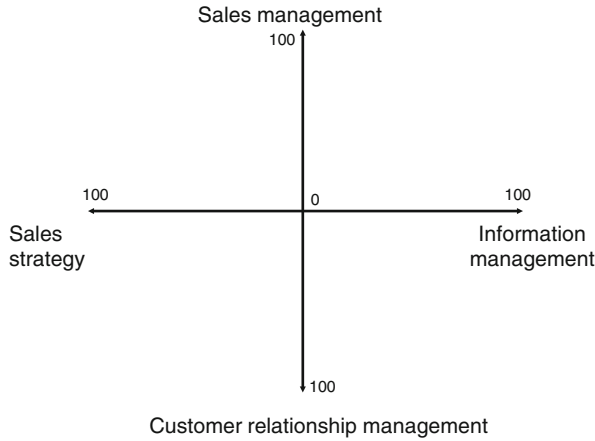 Sales management
100
100
0
100
Sales
strategy
Information
management
100
Customer relationship management